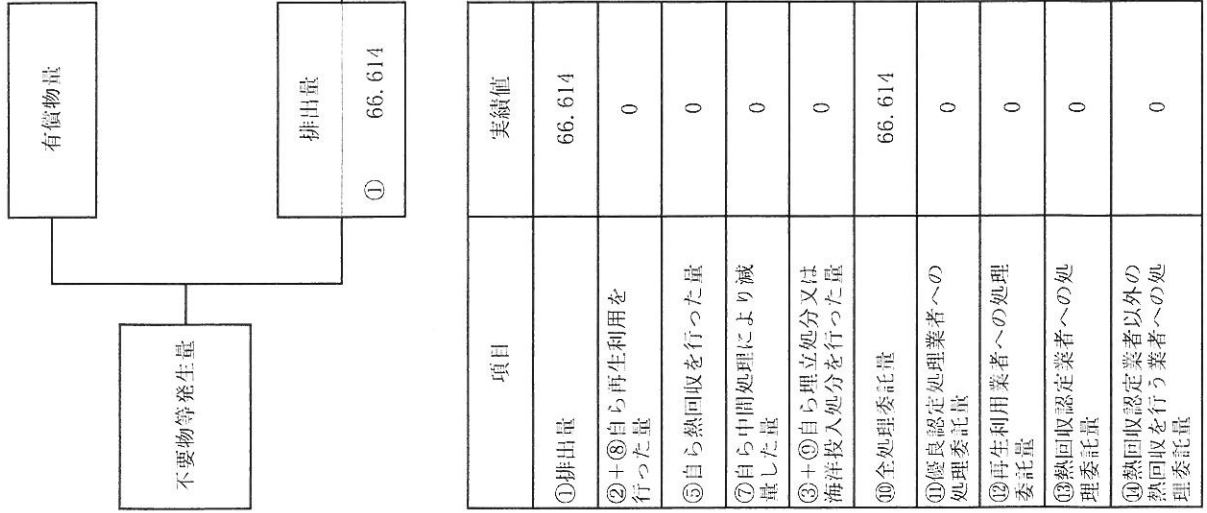 有償物量
不要物等発生量
排出量
① 66.614
項目 実績値
①排出量 66.614
②＋⑧自ら再生利用を
行った量 0
⑤自ら熱回収を行った量 0
⑦自ら中間処理により減
量した量 0
③＋⑨自ら埋立処分又は
海洋投入処分を行った量 0
⑩全処理委託量 66.614
⑪優良認定処理業者への
処理委託量 0
⑫再生利用業者への処理
委託量 0
⑬熱回収認定業者への処
理委託量 0
⑭熱回収認定業者以外の
熱回収を行う業者への処
理委託量 0